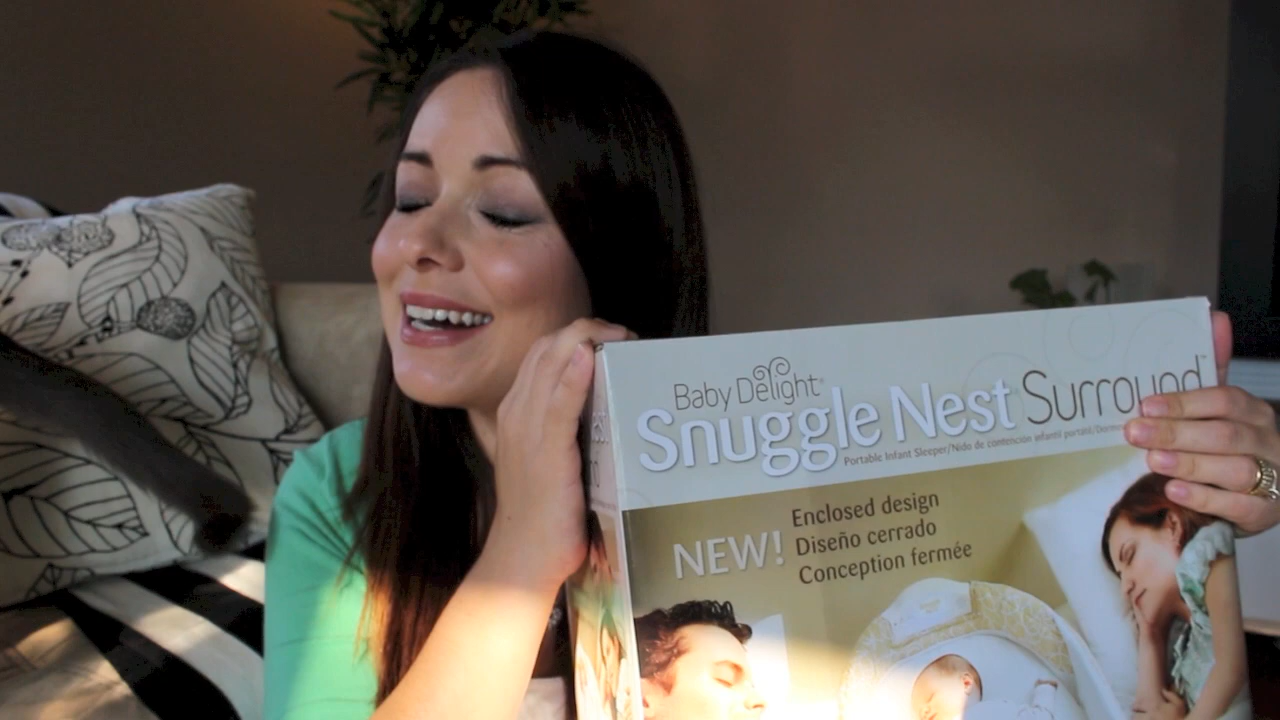 Baby Delight®
Snuggle Nest Surround™
Portable Infant Sleeper/Nido de contención infantil portátil/
NEW!
Enclosed design
Diseño cerrado
Conception fermée